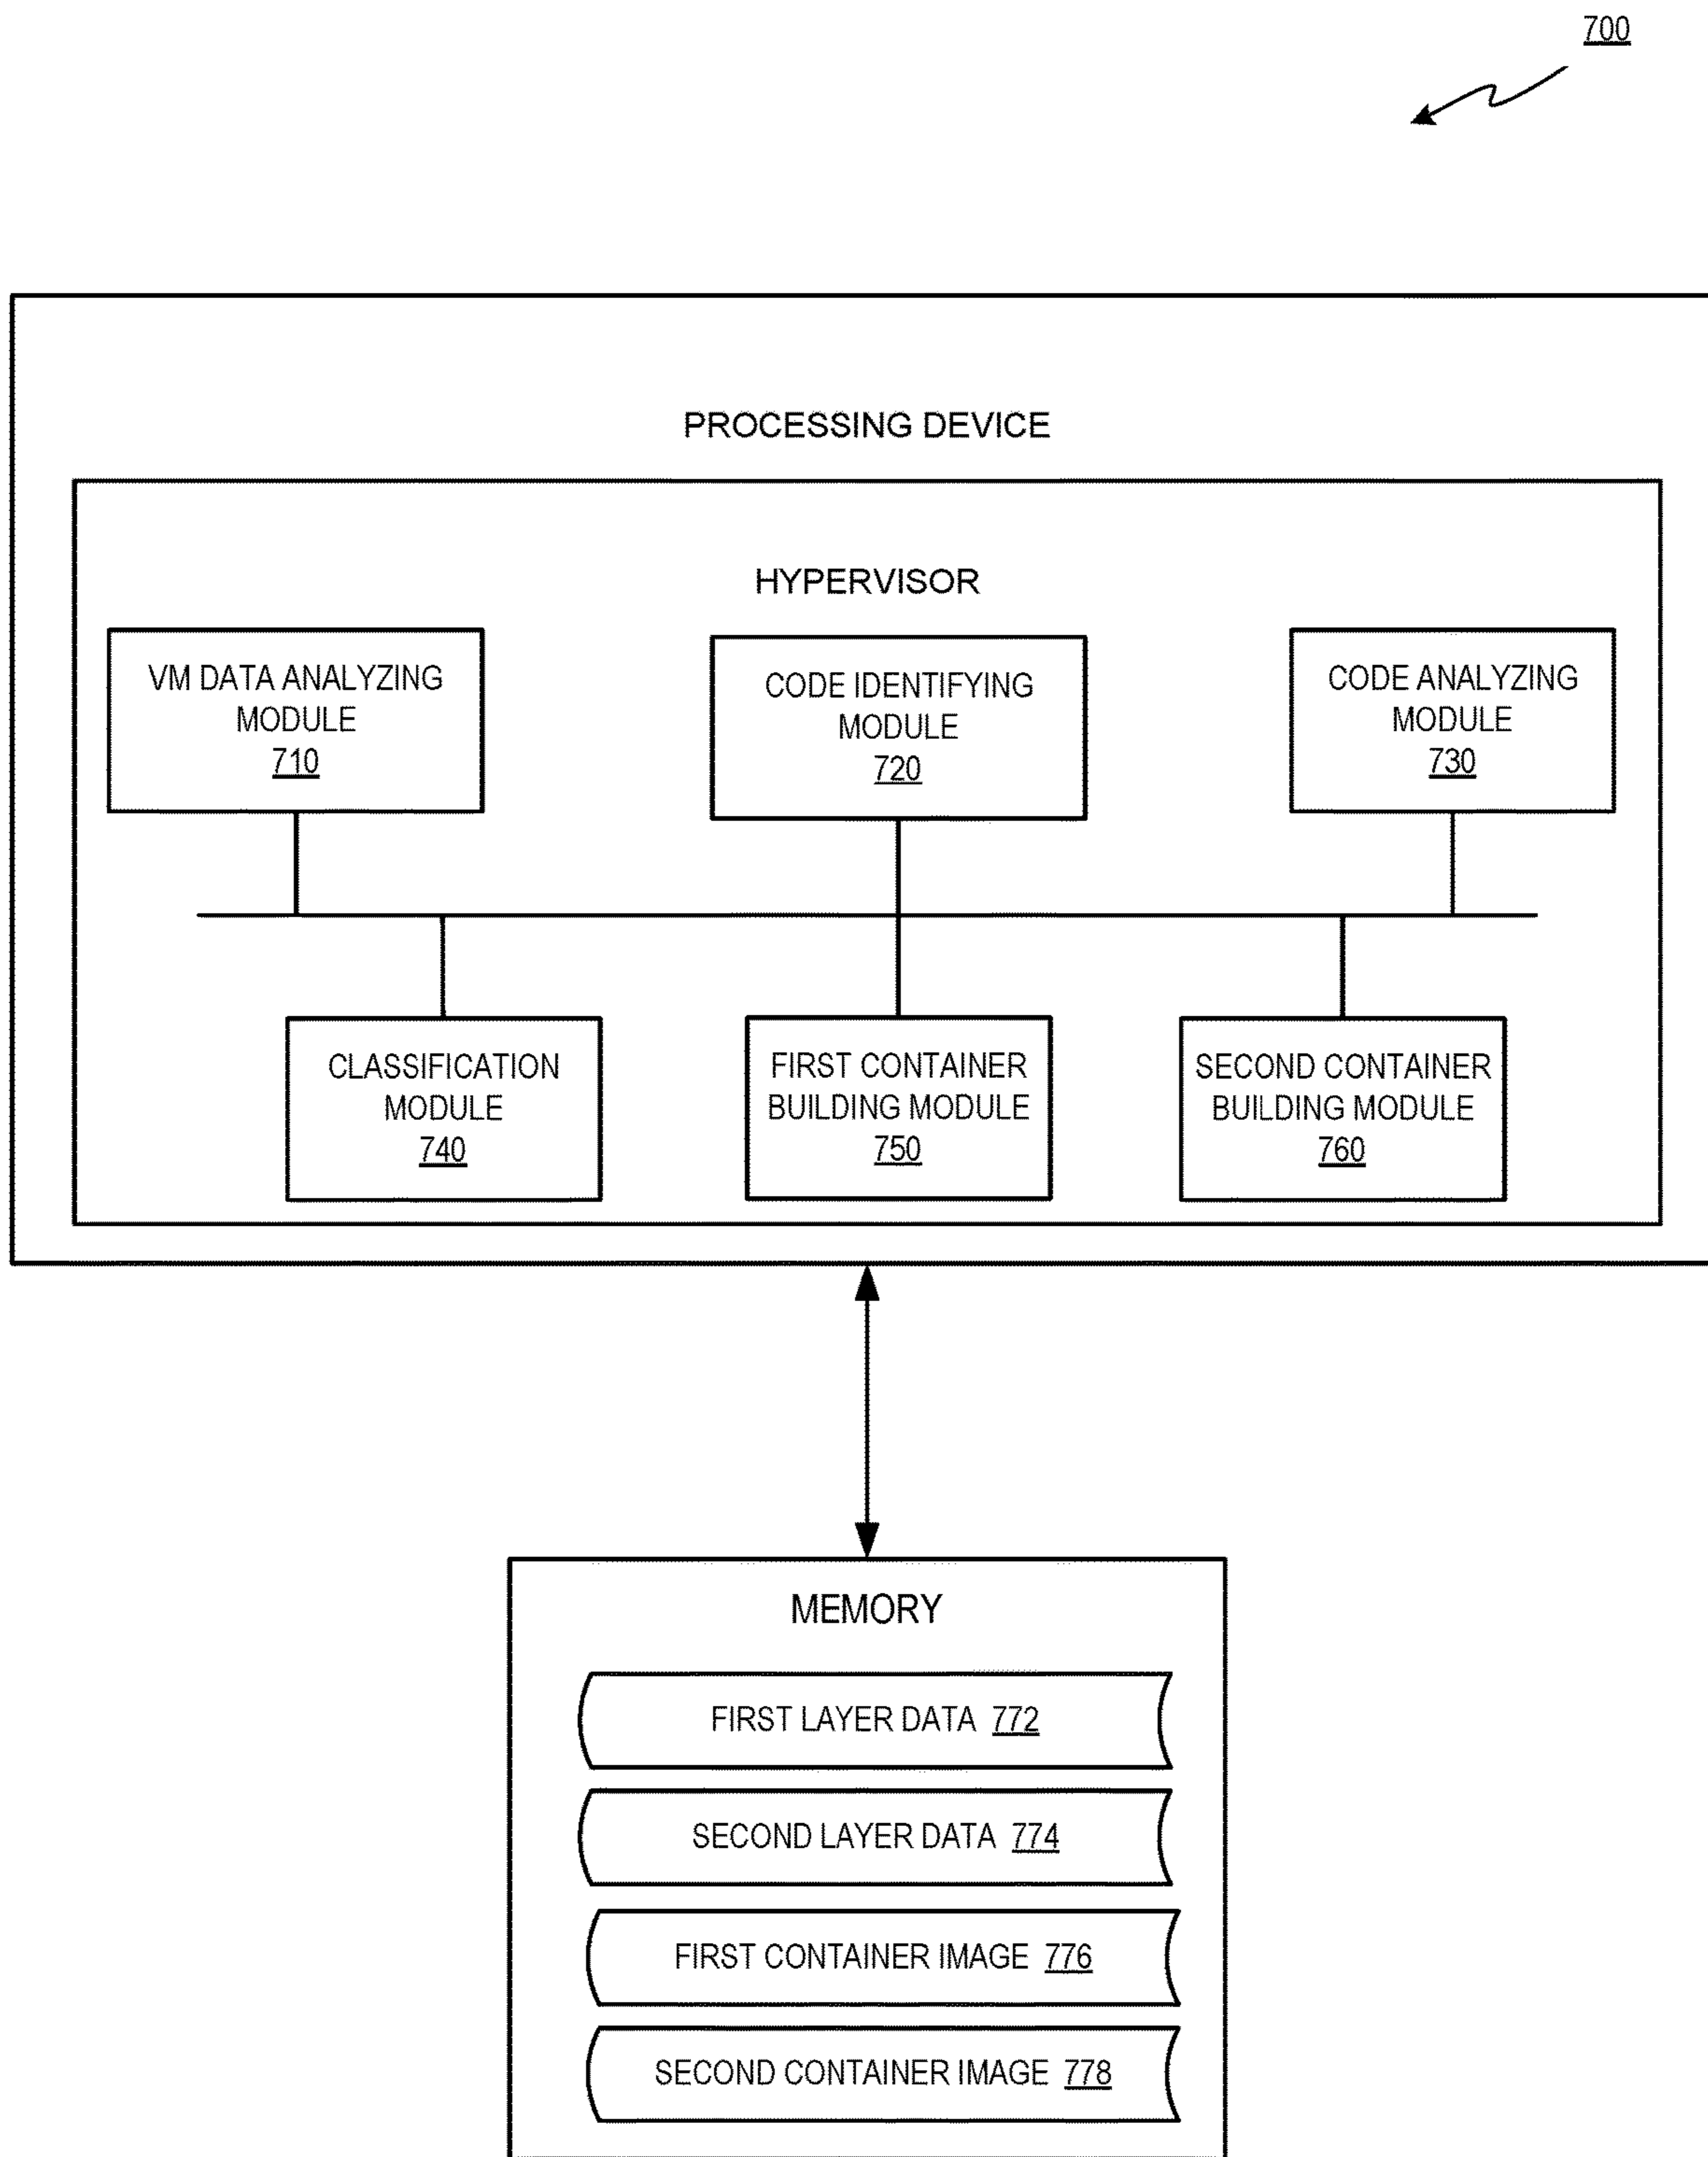 700
PROCESSING DEVICE
HYPERVISOR
VM DATA ANALYZING
MODULE
710
CODE IDENTIFYING
MODULE
720
CODE ANALYZING
MODULE
730
CLASSIFICATION
MODULE
740
FIRST CONTAINER
BUILDING MODULE
750
SECOND CONTAINER
BUILDING MODULE
760
MEMORY
FIRST LAYER DATA 772
SECOND LAYER DATA 774
FIRST CONTAINER IMAGE 776
SECOND CONTAINER IMAGE 778